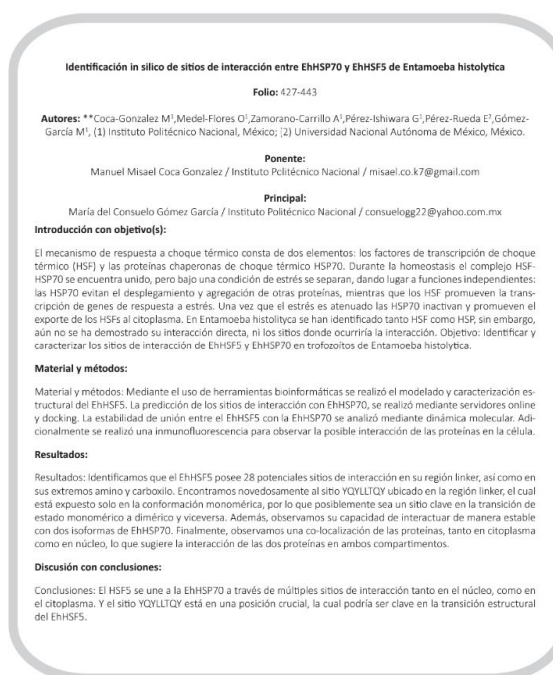 Identificación in silico de sitios de interacción entre EhHSP70 y EhHSF5 de Entamoeba histolytica
Folio: 427-443
Autores: **Coca-Gonzalez M¹,Medel-Flores O¹,Zamorano-Carrillo A¹,Pérez-Ishiwara G¹,Pérez-Rueda E²,Gómez-
García M¹, (1) Instituto Politécnico Nacional, México; (2) Universidad Nacional Autónoma de México, México.
Ponente:
Manuel Misael Coca Gonzalez / Instituto Politécnico Nacional / misael.co.k7@gmail.com
Principal:
María del Consuelo Gómez García / Instituto Politécnico Nacional / consuelogg22@yahoo.com.mx
Introducción con objetivo(s):
El mecanismo de respuesta a choque térmico consta de dos elementos: los factores de transcripción de choque
térmico (HSF) y las proteínas chaperonas de choque térmico HSP70. Durante la homeostasis el complejo HSF-
HSP70 se encuentra unido, pero bajo una condición de estrés se separan, dando lugar a funciones independientes:
las HSP70 evitan el desplegamiento y agregación de otras proteínas, mientras que los HSF promueven la trans-
cripción de genes de respuesta a estrés. Una vez que el estrés es atenuado las HSP70 inactivan y promueven el
exporte de los HSFs al citoplasma. En Entamoeba histolityca se han identificado tanto HSF como HSP, sin embargo,
aún no se ha demostrado su interacción directa, ni los sitios donde ocurriría la interacción. Objetivo: Identificar y
caracterizar los sitios de interacción de EhHSF5 y EhHSP70 en trofozoítos de Entamoeba histolytica.
Material y métodos:
Material y métodos: Mediante el uso de herramientas bioinformáticas se realizó el modelado y caracterización es-
tructural del EhHSF5. La predicción de los sitios de interacción con EhHSP70, se realizó mediante servidores online
y docking. La estabilidad de unión entre el EhHSF5 con la EhHSP70 se analizó mediante dinámica molecular. Adi-
cionalmente se realizó una inmunofluorescencia para observar la posible interacción de las proteínas en la célula.
Resultados:
Resultados: Identificamos que el EhHSF5 posee 28 potenciales sitios de interacción en su región linker, así como en
sus extremos amino y carboxilo. Encontramos novedosamente al sitio YQYLLTQY ubicado en la región linker, el cual
está expuesto solo en la conformación monomérica, por lo que posiblemente sea un sitio clave en la transición de
estado monomérico a dimérico y viceversa. Además, observamos su capacidad de interactuar de manera estable
con dos isoformas de EhHSP70. Finalmente, observamos una co-localización de las proteínas, tanto en citoplasma
como en núcleo, lo que sugiere la interacción de las dos proteínas en ambos compartimentos.
Discusión con conclusiones:
Conclusiones: El HSF5 se une a la EhHSP70 a través de múltiples sitios de interacción tanto en el núcleo, como en
el citoplasma. Y el sitio YQYLLTQY está en una posición crucial, la cual podría ser clave en la transición estructural
del EhHSF5.